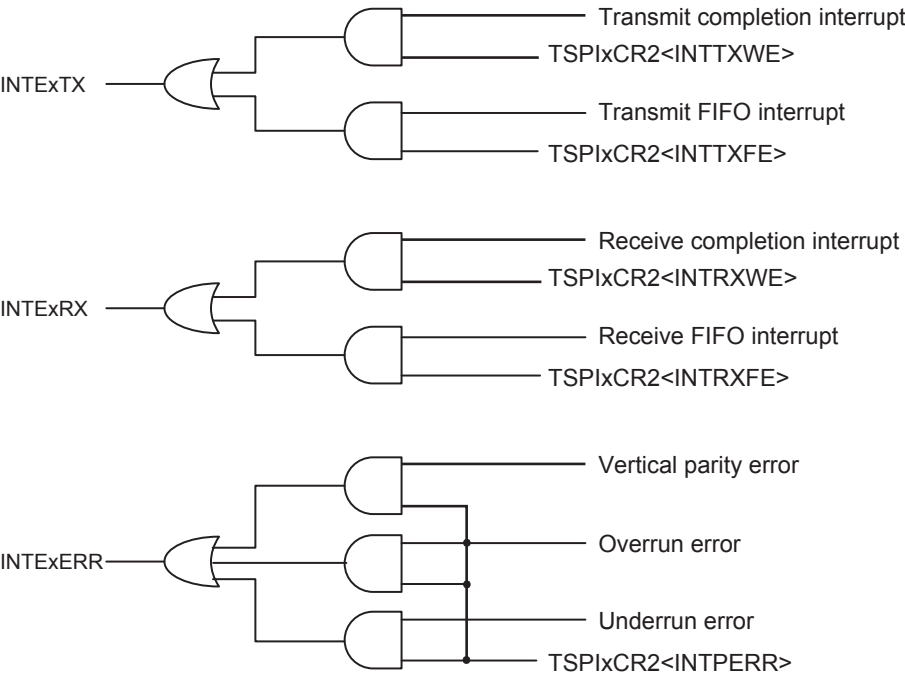 Transmit completion interrupt
TSPIxCR2<INTTXWE>
INTExTX
Transmit FIFO interrupt
TSPIxCR2<INTTXFE>
Receive completion interrupt
TSPIxCR2<INTRXWE>
INTExRX
Receive FIFO interrupt
TSPIxCR2<INTRXFE>
Vertical parity error
Overrun error
INTExERR
Underrun error
TSPIxCR2<INTPERR>